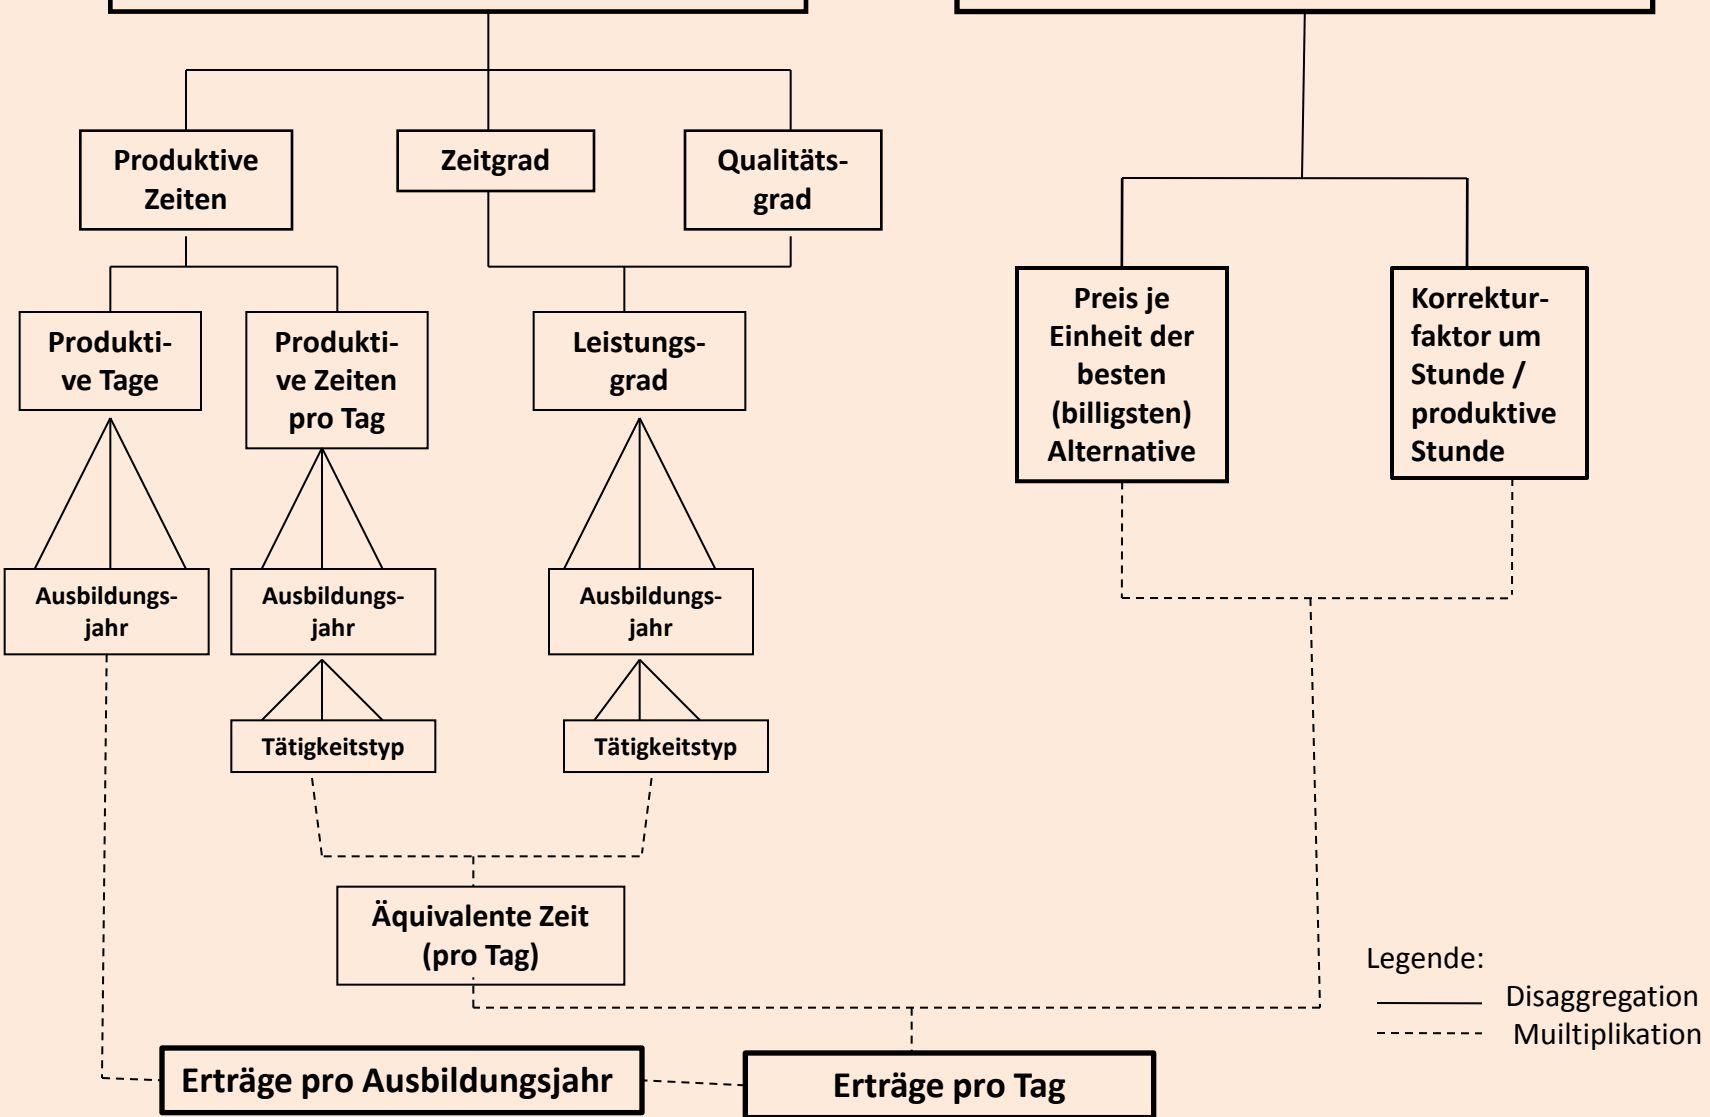 Produktive
Zeiten
Zeitgrad
Qualitäts-
grad
Produkti-
ve Tage
Produkti-
ve Zeiten
pro Tag
Leistungs-
grad
Preis je
Einheit der
besten
(billigsten)
Alternative
Korrektur-
faktor um
Stunde /
produktive
Stunde
Ausbildungs-
jahr
Ausbildungs-
jahr
Ausbildungs-
jahr
Tätigkeitstyp
Tätigkeitstyp
Äquivalente Zeit
(pro Tag)
Legende:
Disaggregation
Muiltiplikation
Erträge pro Ausbildungsjahr
Erträge pro Tag